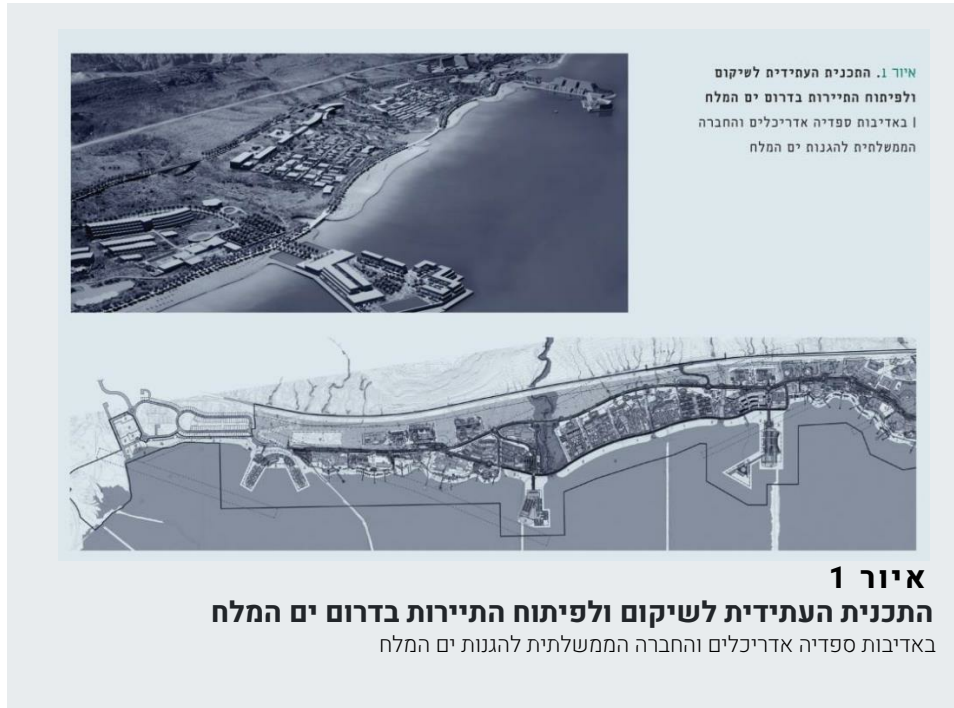 איור 1. התכנית העתידית לשיקום
ולפיתוח התיירות בדרום ים המלח
| באדיבות ספדיה אדריכלים והחברה
הממשלתית להגנות ים המלח
איור 1
התכנית העתידית לשיקום ולפיתוח התיירות בדרום ים המלח
באדיבות ספדיה אדריכלים והחברה הממשלתית להגנות ים המלח